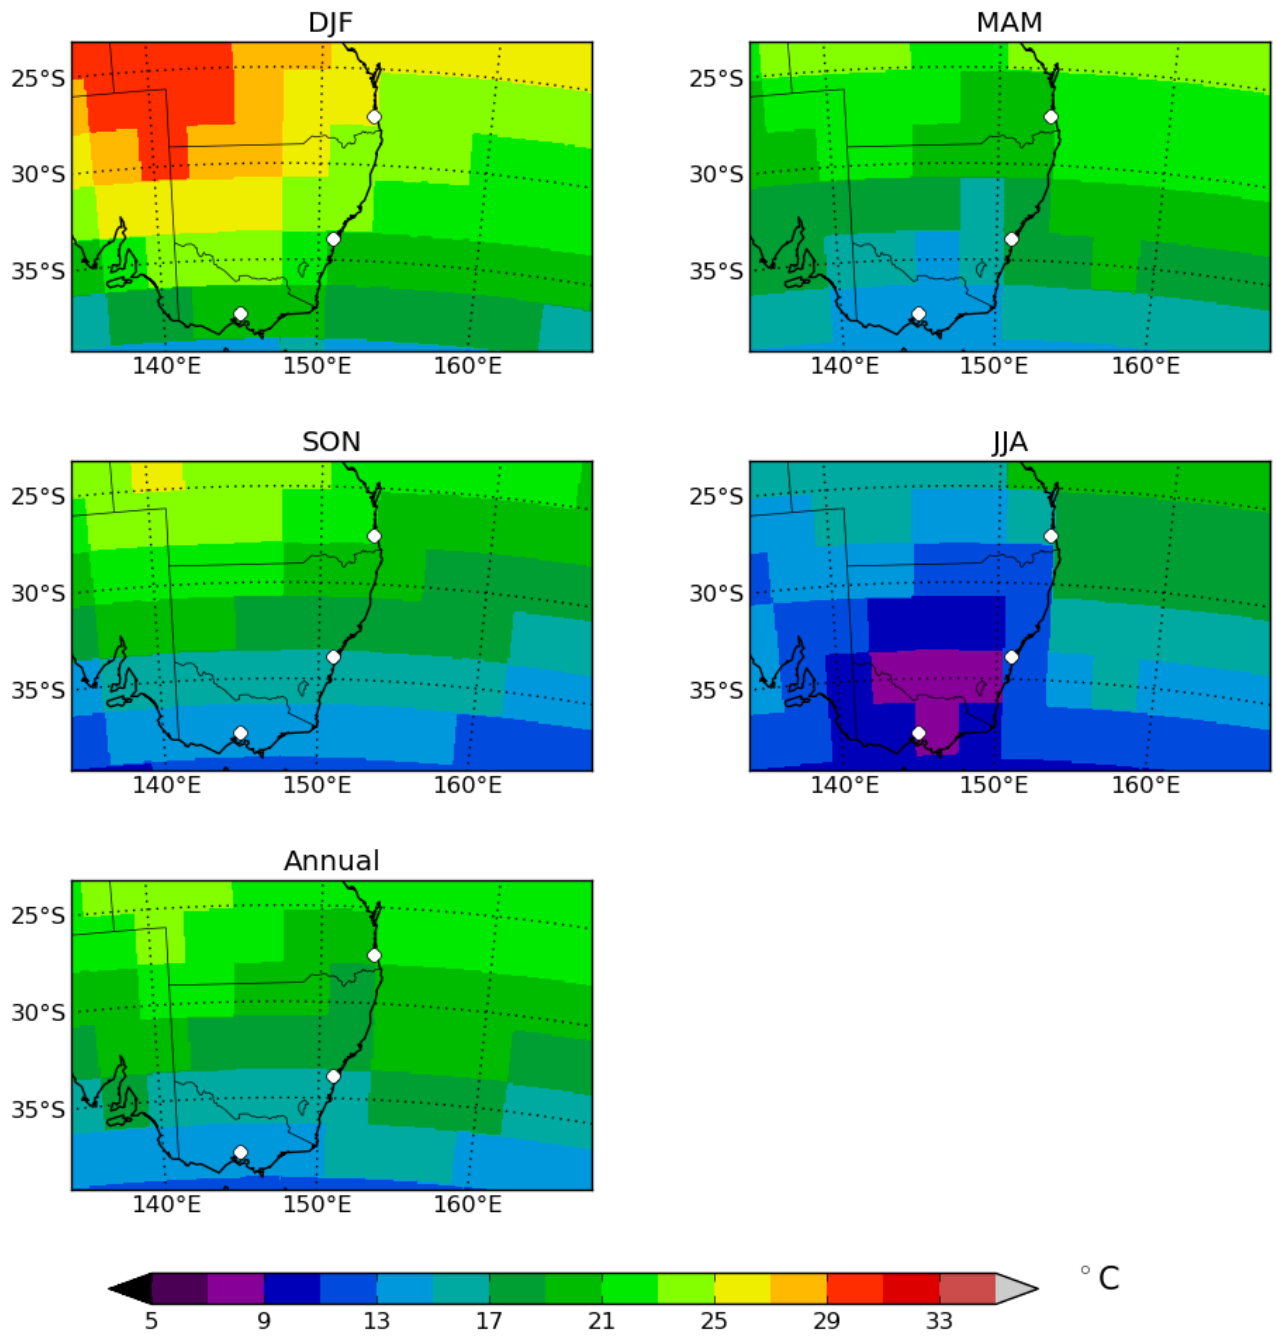 DJF MAM
25°S 25°S
30°S 30°S
35°S 35°S
140°E 150°E 160°E 140°E 150°E 160°E
SON JJA
25°S 25°S
30°S 30°S
35°S 35°S
140°E 150°E 160°E 140°E 150°E 160°E
Annual
25°S
30°S
35°S
140°E 150°E 160°E
°C
5 9 13 17 21 25 29 33